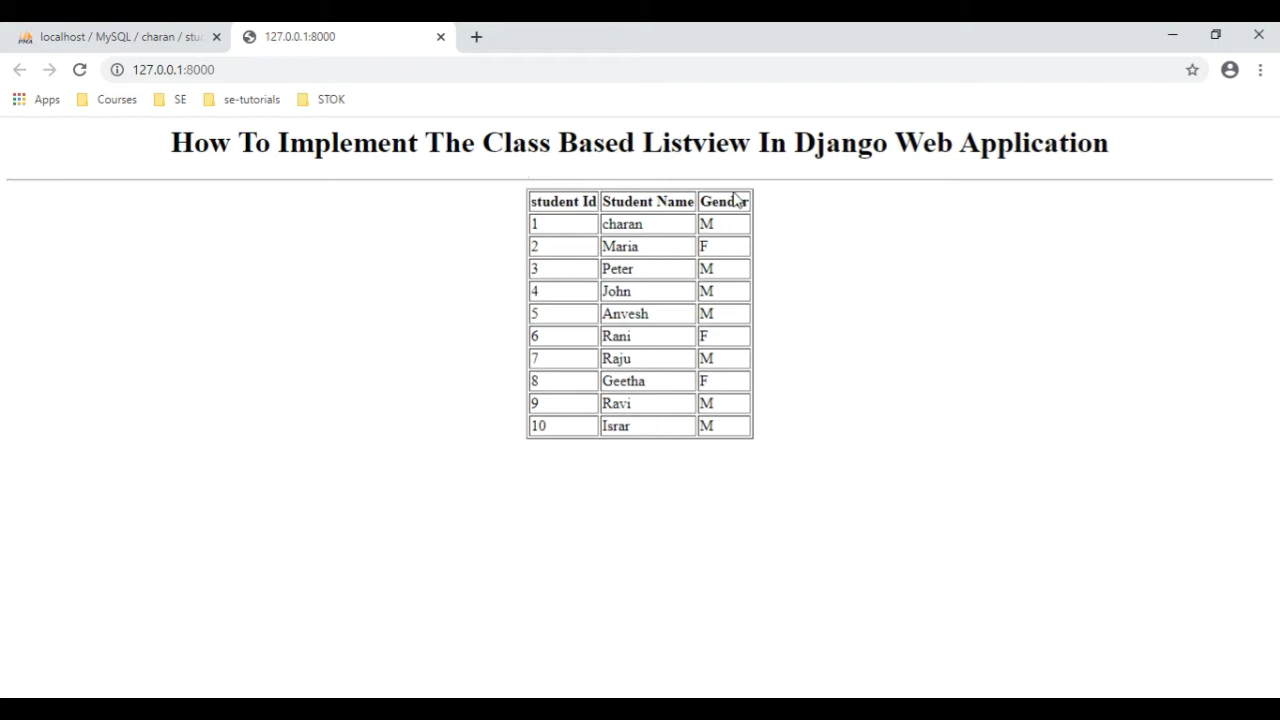 localhost / MySQL / charan / stu
127.0.0.1:8000
127.0.0.1:8000
Apps Courses SE se-tutorials STOK
How To Implement The Class Based Listview In Django Web Application
student Id Student Name Gender
1 charan M
2 Maria F
3 Peter M
4 John M
5 Anvesh M
6 Rani F
7 Raju M
8 Geetha F
9 Ravi M
10 Israr M